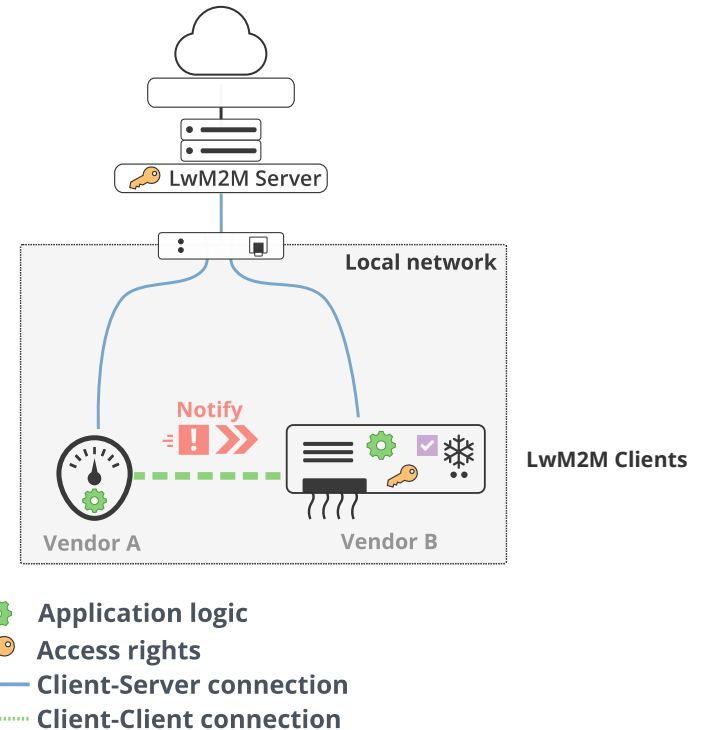 LwM2M Server
Local network
Notify
LwM2M Clients
Vendor A
Vendor B
Application logic
Access rights
Client-Server connection
Client-Client connection